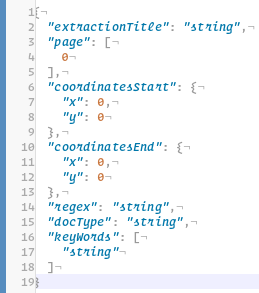 1{¬
2 "extractionTitle": "string",¬
3 "page": [¬
4 0¬
5 ],¬
6 "coordinatesStart": {¬
7 "x": 0,¬
8 "y": 0¬
9 },¬
10 "coordinatesEnd": {¬
11 "x": 0,¬
12 "y": 0¬
13 },¬
14 "regex": "string",¬
15 "docType": "string",¬
16 "keyWords": [¬
17 "string"¬
18 ]¬
19}